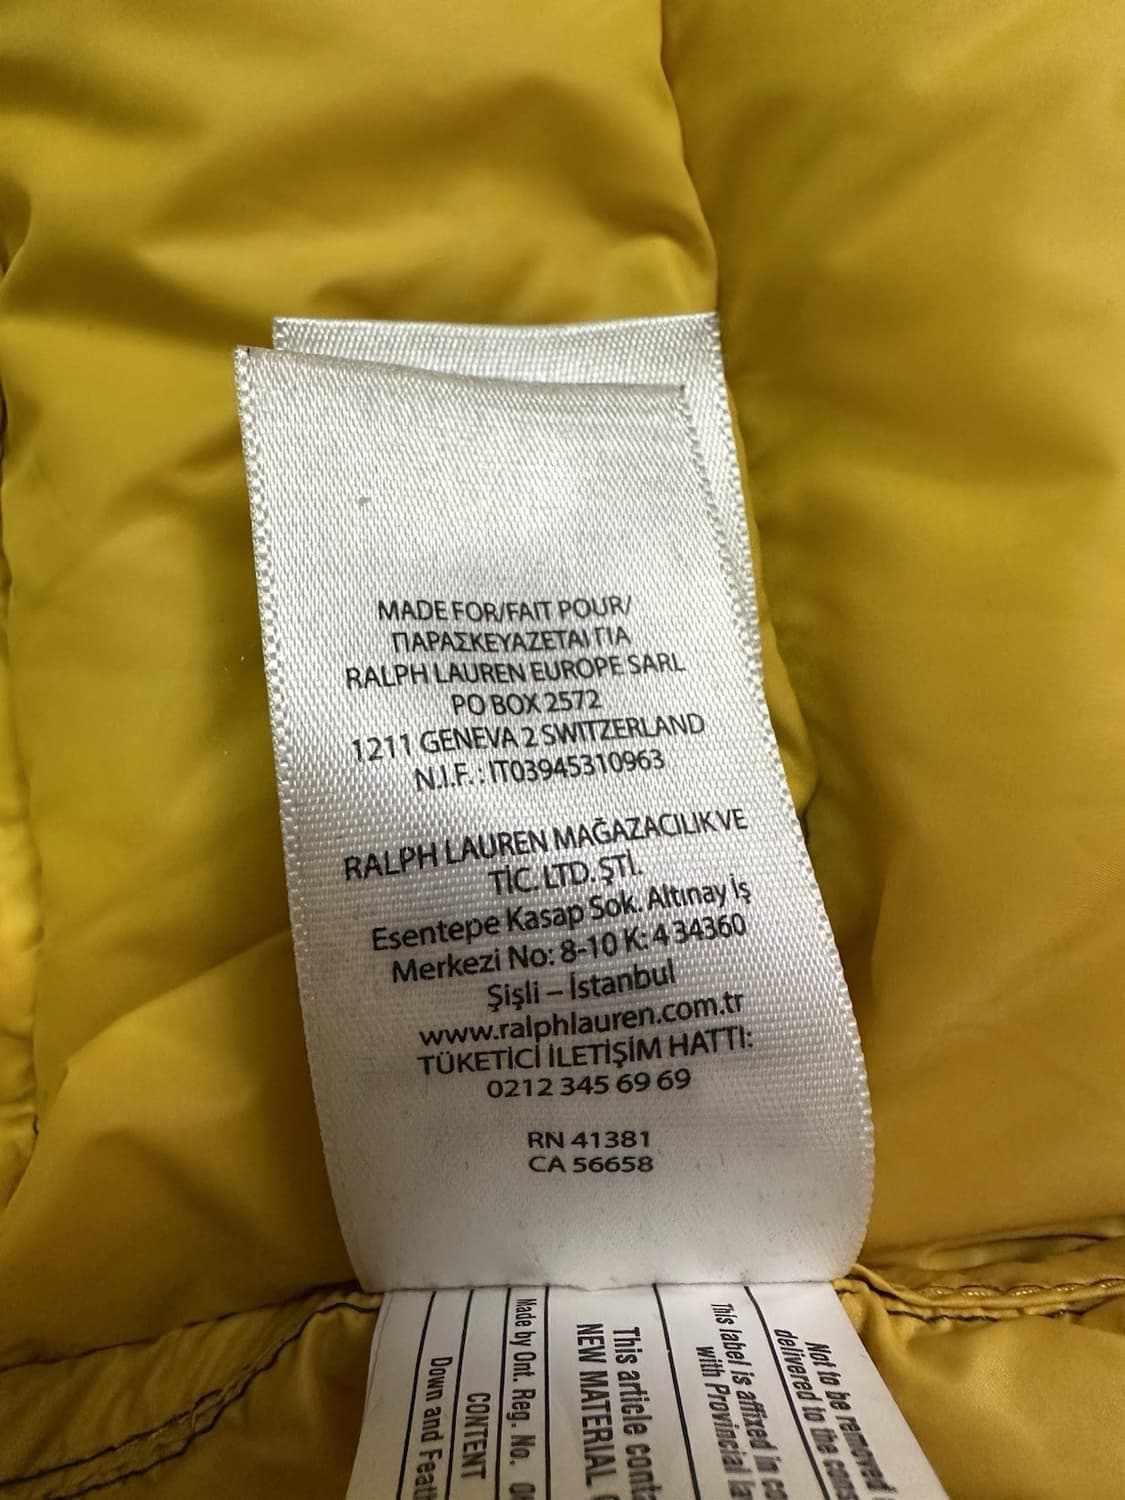 MADE FOR/FAIT POUR/
ΠΑΡΑΣΚΕΥΑΖΕΤΑΙ ΓΙΑ
RALPH LAUREN EUROPE SARL
PO BOX 2572
1211 GENEVA 2 SWITZERLAND
N.I.F. : IT03945310963
RALPH LAUREN MAĞAZACILIK VE
TİC. LTD. ŞTİ.
Esentepe Kasap Sok. Altınay İş
Merkezi No: 8-10 K: 4 34360
Şişli – İstanbul
www.ralphlauren.com.tr
TÜKETİCİ İLETİŞİM HATTI:
0212 345 69 69
RN 41381
CA 56658
Not to be removed
delivered to the
This label is affixed in
with Provincial
This article
NEW MATERIAL
Made by Ont. Reg. No.
CONTENT
Down and